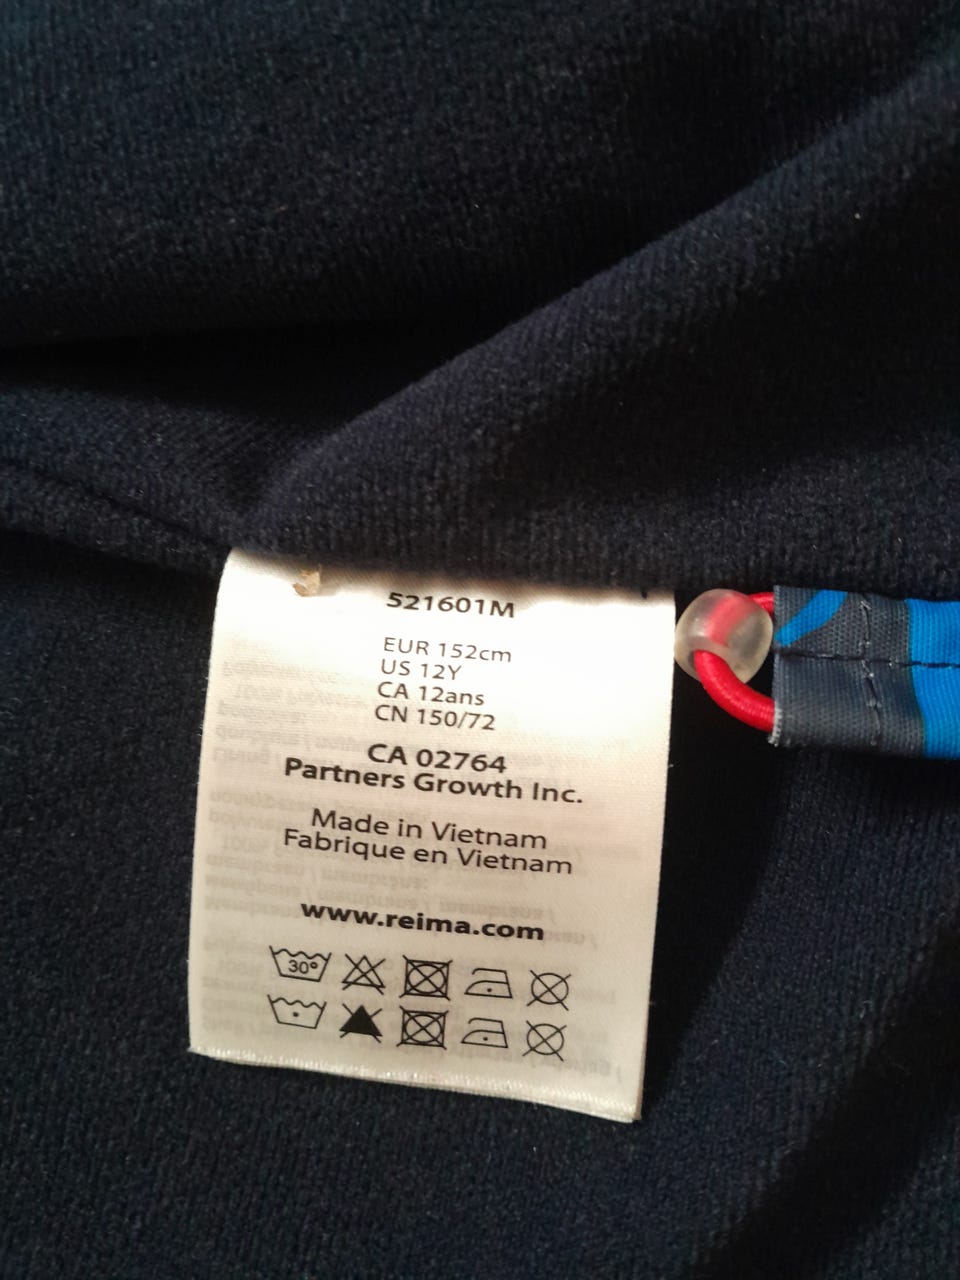 521601M
EUR 152cm
US 12Y
CA 12ans
CN 150/72
CA 02764
Partners Growth Inc.
Made in Vietnam
Fabrique en Vietnam
www.reima.com
30°